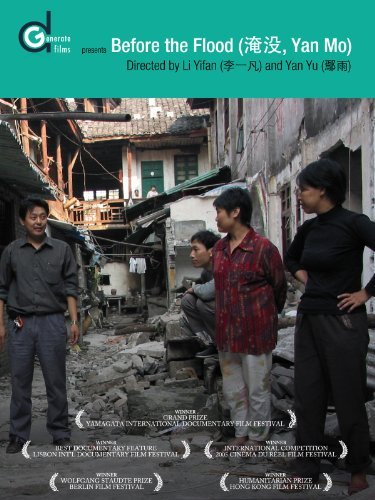 dGenerate films presents Before the Flood (淹没, Yan Mo)
Directed by Li Yifan (李一凡) and Yan Yu (鄢雨)
WINNER
GRAND PRIZE
YAMAGATA INTERNATIONAL DOCUMENTARY FILM FESTIVAL
WINNER
BEST DOCUMENTARY FEATURE
LISBON INT'L DOCUMENTARY FILM FESTIVAL
WINNER
INTERNATIONAL COMPETITION
2005 CINEMA DU REEL FILM FESTIVAL
WINNER
WOLFGANG STAUDTE PRIZE
BERLIN FILM FESTIVAL
WINNER
HUMANITARIAN PRIZE
HONG KONG FILM FESTIVAL